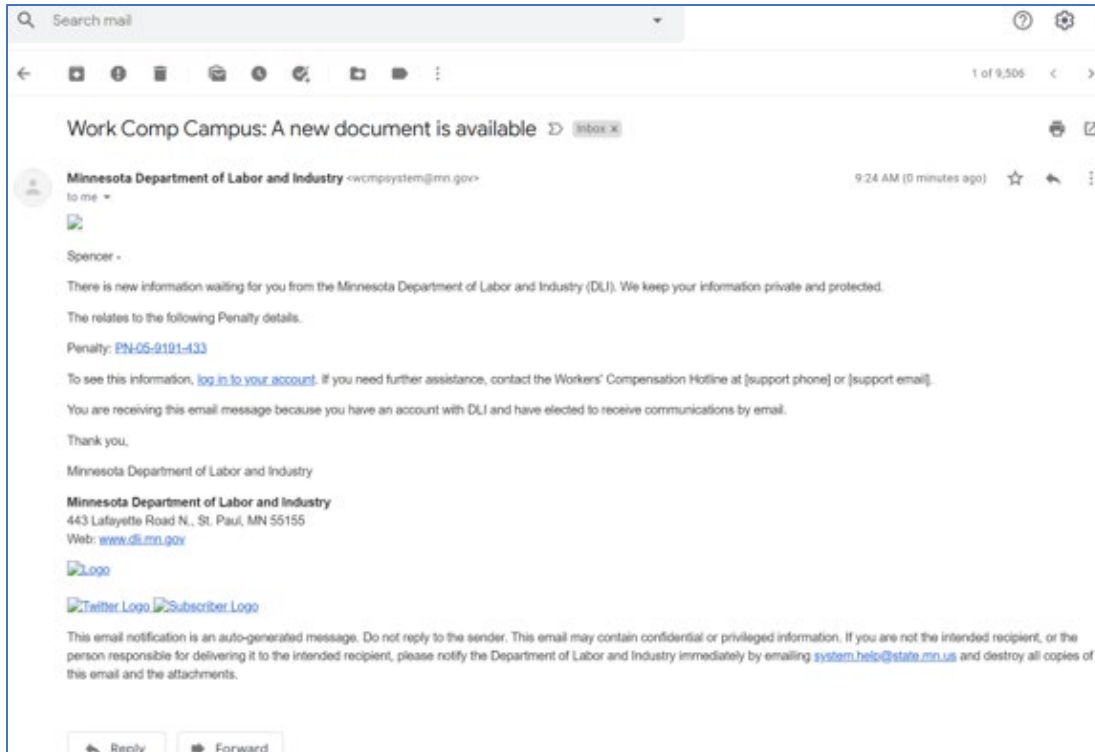 Search mail
1 of 9,506
Work Comp Campus: A new document is available Inbox x
Minnesota Department of Labor and Industry <wcmpsystem@mn.gov>
9:24 AM (0 minutes ago)
to me
Spencer -
There is new information waiting for you from the Minnesota Department of Labor and Industry (DLI). We keep your information private and protected.
The relates to the following Penalty details.
Penalty: PN-05-9191-433
To see this information, log in to your account. If you need further assistance, contact the Workers' Compensation Hotline at [support phone] or [support email].
You are receiving this email message because you have an account with DLI and have elected to receive communications by email.
Thank you,
Minnesota Department of Labor and Industry
Minnesota Department of Labor and Industry
443 Lafayette Road N., St. Paul, MN 55155
Web: www.dli.mn.gov
Logo
Twitter Logo Subscriber Logo
This email notification is an auto-generated message. Do not reply to the sender. This email may contain confidential or privileged information. If you are not the intended recipient, or the
person responsible for delivering it to the intended recipient, please notify the Department of Labor and Industry immediately by emailing system.help@state.mn.us and destroy all copies of
this email and the attachments.
Reply Forward